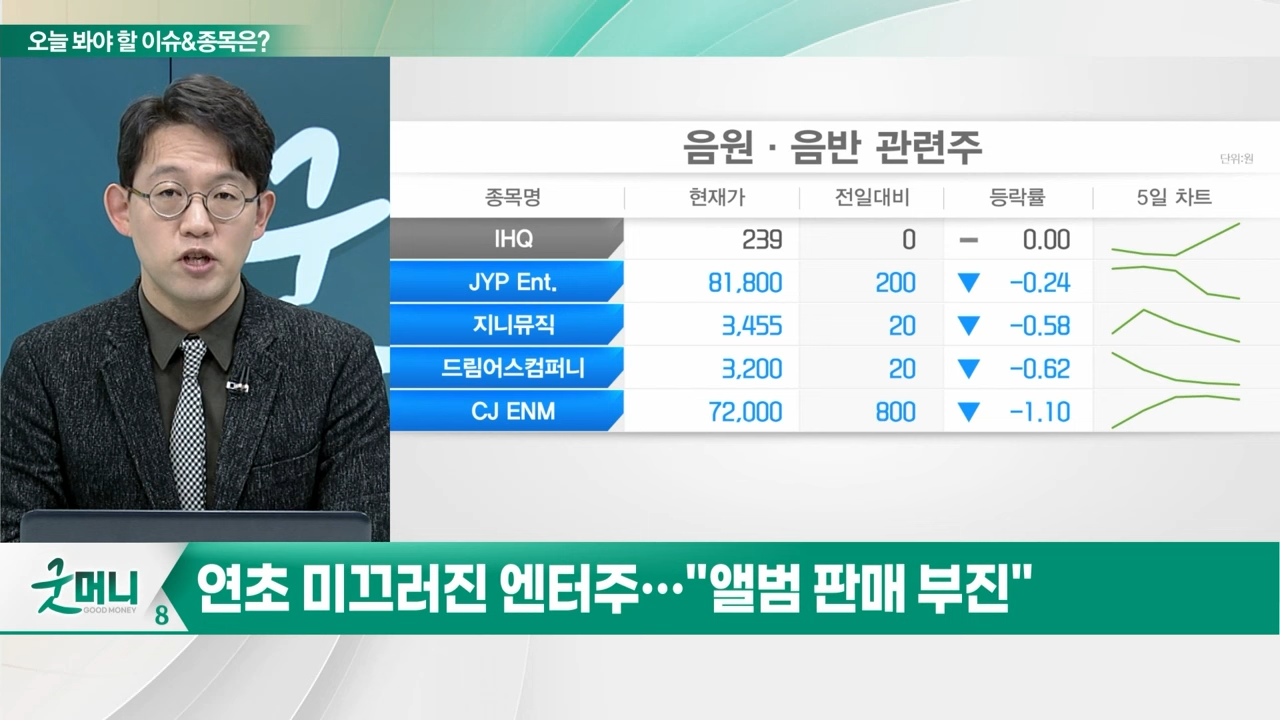 오늘 봐야 할 이슈&종목은?
음원 · 음반 관련주
단위:원
종목명 현재가 전일대비 등락률 5일 차트
IHQ 239 0 － 0.00
JYP Ent. 81,800 200 ▼ -0.24
지니뮤직 3,455 20 ▼ -0.58
드림어스컴퍼니 3,200 20 ▼ -0.62
CJ ENM 72,000 800 ▼ -1.10
굿머니
GOOD MONEY
8
연초 미끄러진 엔터주…"앨범 판매 부진"